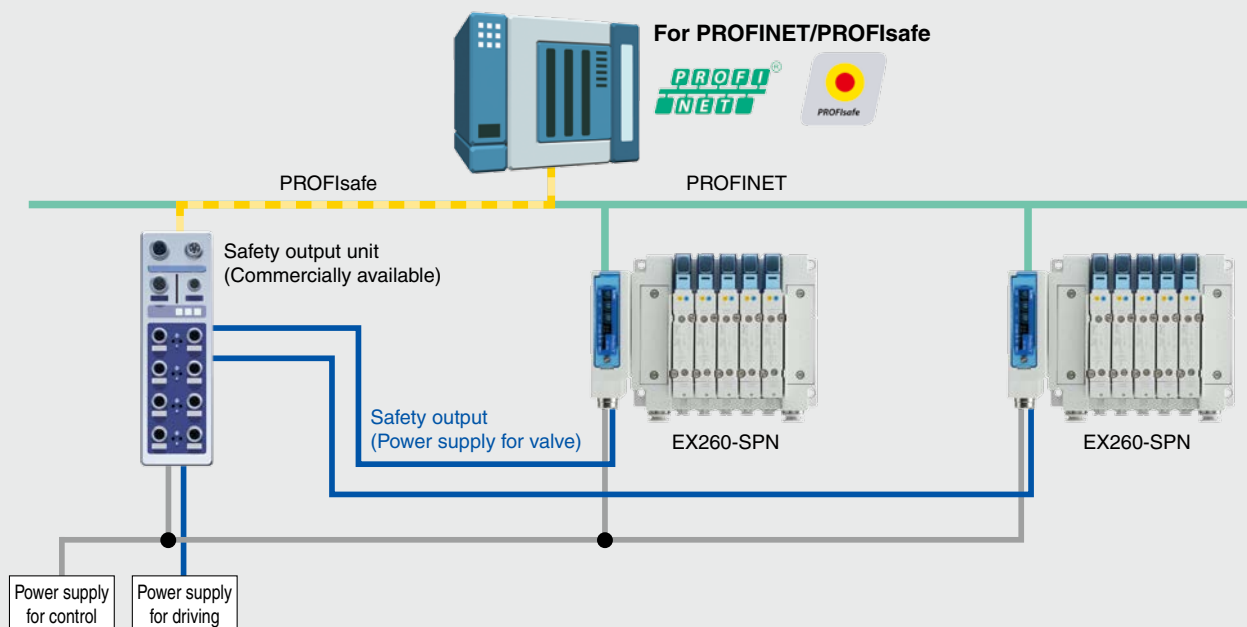 For PROFINET/PROFIsafe
PROFI®
NET
PROFIsafe
PROFIsafe
PROFINET
Safety output unit
(Commercially available)
Safety output
(Power supply for valve)
EX260-SPN
EX260-SPN
Power supply
for control
Power supply
for driving